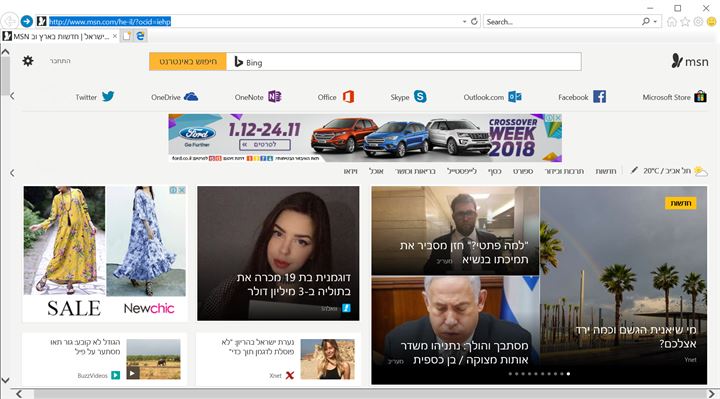 http://www.msn.com/he-il/?ocid=iehp
Search...
MSN ישראל | חדשות בארץ וב...
התחבר
חיפוש באינטרנט
Bing
msn
Twitter
OneDrive
OneNote
Office
Skype
Outlook.com
Facebook
Microsoft Store
Ford
Go Further
1.12-24.11
לפרטים
ford.co.il
CROSSOVER
WEEK
2018
תל אביב / 20°C
חדשות
תרבות ובידור
ספורט
כסף
לייפסטייל
בריאות וכושר
אוכל
וידאו
SALE
Newchic
דוגמנית בת 19 מכרה את
בתוליה ב-3 מיליון דולר
וואלה!
"למה פתטי?" חזן מסביר את
תמיכתו בנשיא
מעריב
מסתבך והולך: נתניהו משדר
אותות מצוקה / בן כספית
מעריב
חדשות
מי שיאנית הגשם וכמה ירד
אצלכם?
Ynet
הגודל לא קובע: גור תאו
מסתער על פיל
BuzzVideos
נערת ישראל בהריון: "לא
פוסלת לדגמן תוך כדי"
Xnet